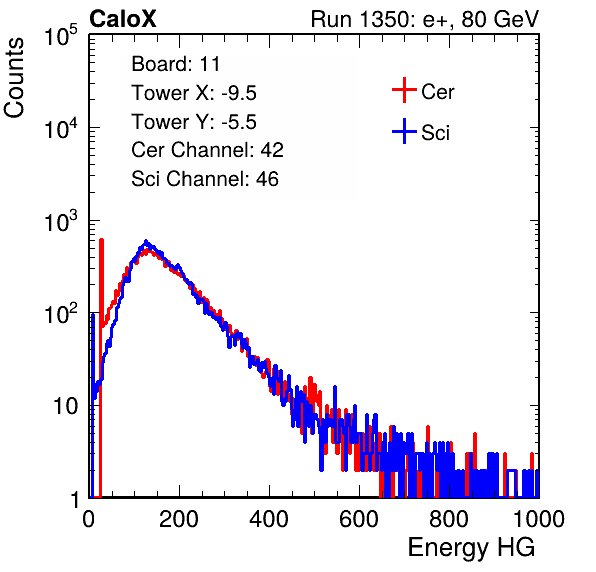 CaloX Run 1350: e+, 80 GeV
Counts
10^5
10^4
10^3
10^2
10
1
Board: 11
Tower X: -9.5
Tower Y: -5.5
Cer Channel: 42
Sci Channel: 46
Cer
Sci
0 200 400 600 800 1000
Energy HG